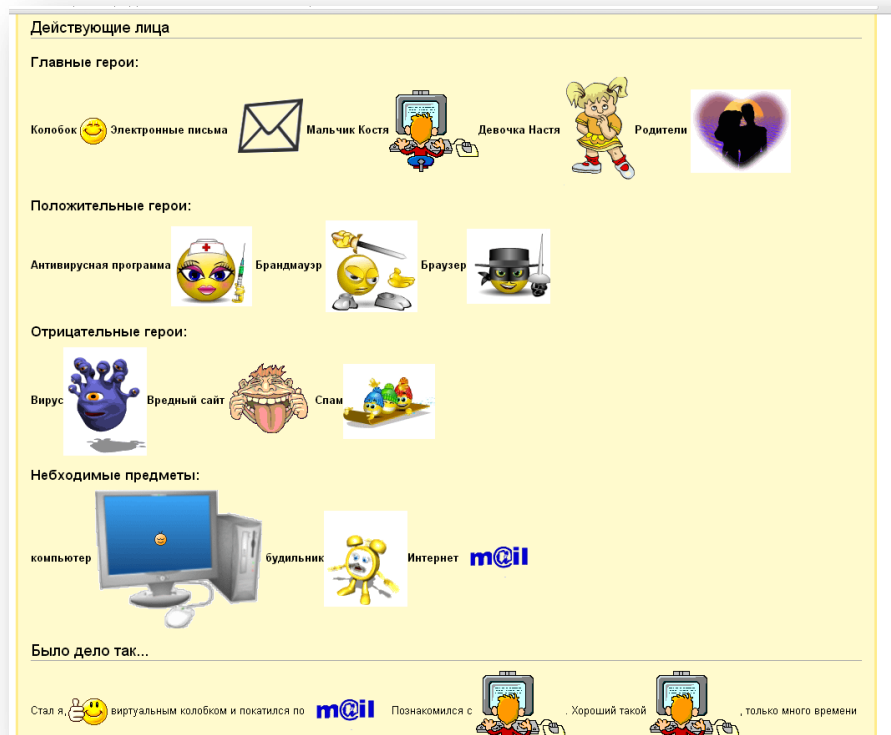 Действующие лица
Главные герои:
Колобок Электронные письма Мальчик Костя Девочка Настя Родители
Положительные герои:
Антивирусная программа Брандмауэр Браузер
Отрицательные герои:
Вирус Вредный сайт Спам
Небходимые предметы:
компьютер будильник Интернет m@il
Было дело так...
Стал я, виртуальным колобком и покатился по m@il Познакомился с . Хороший такой , только много времени